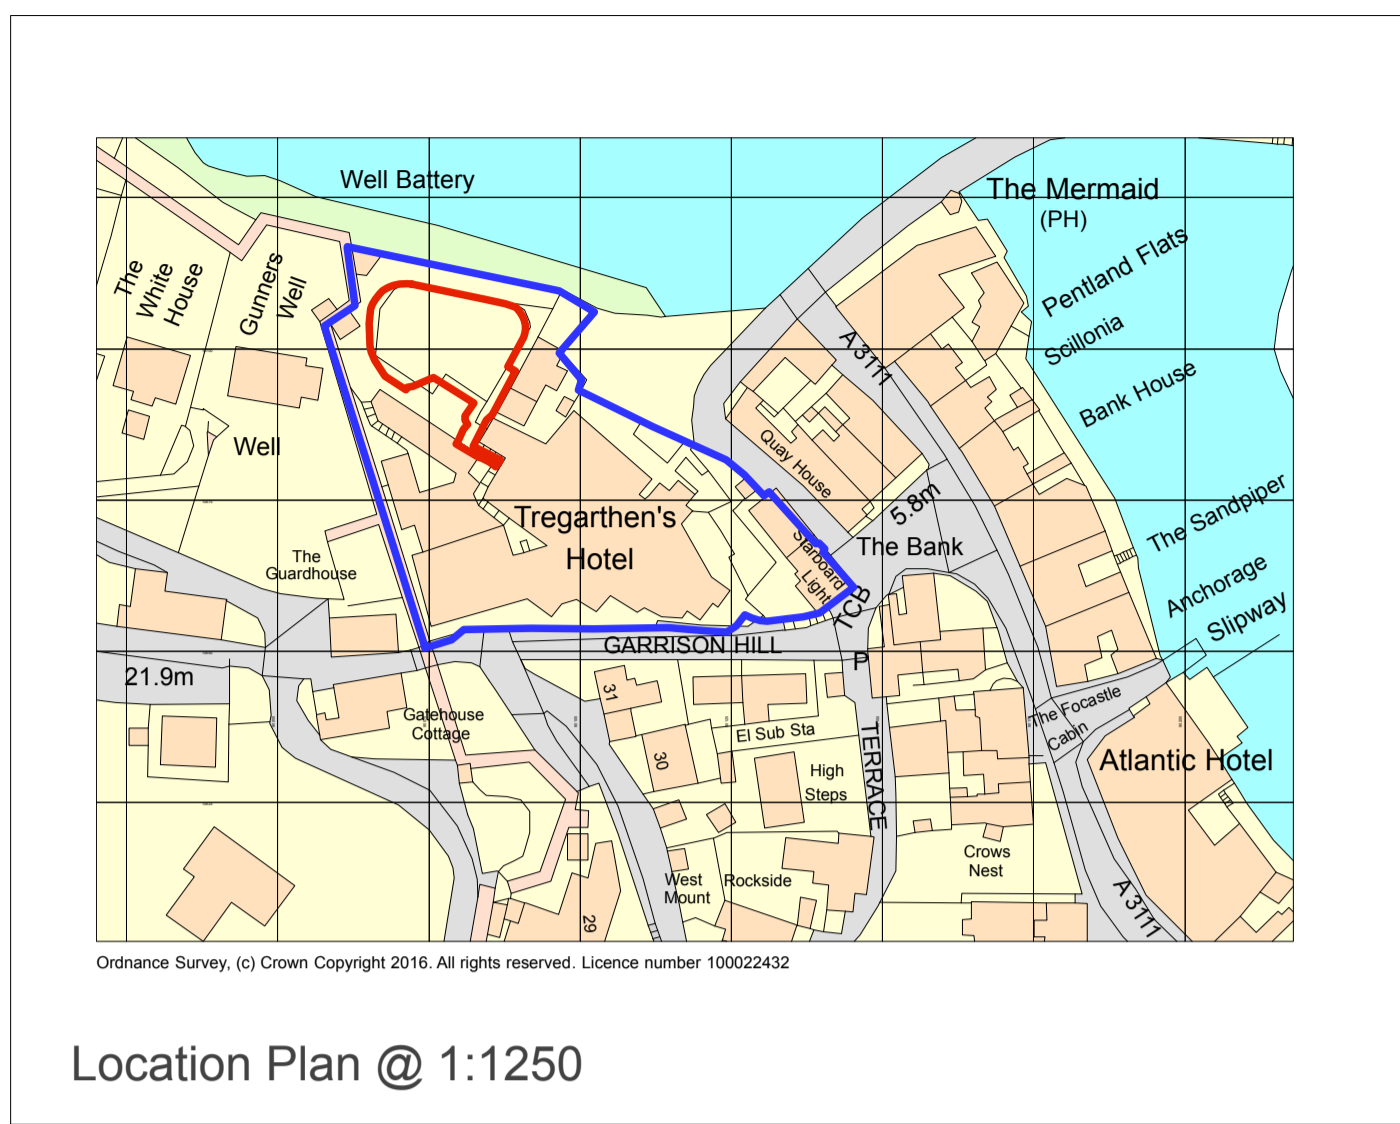 Well Battery
The Mermaid
(PH)
Pentland Flats
Scillonia
Bank House
The
White
House
Gunners
Well
A 3111
Well
Quay House
5.8m
The Sandpiper
Tregarthen's
Hotel
The Bank
Starboard
Light
The
Guardhouse
Anchorage
Slipway
TCB
GARRISON HILL
P
21.9m
31
Gatehouse
Cottage
The Focastle
Cabin
El Sub Sta
30
TERRACE
High
Steps
Atlantic Hotel
Crows
Nest
West
Mount
Rockside
29
A 3111
Ordnance Survey, (c) Crown Copyright 2016. All rights reserved. Licence number 100022432
Location Plan @ 1:1250